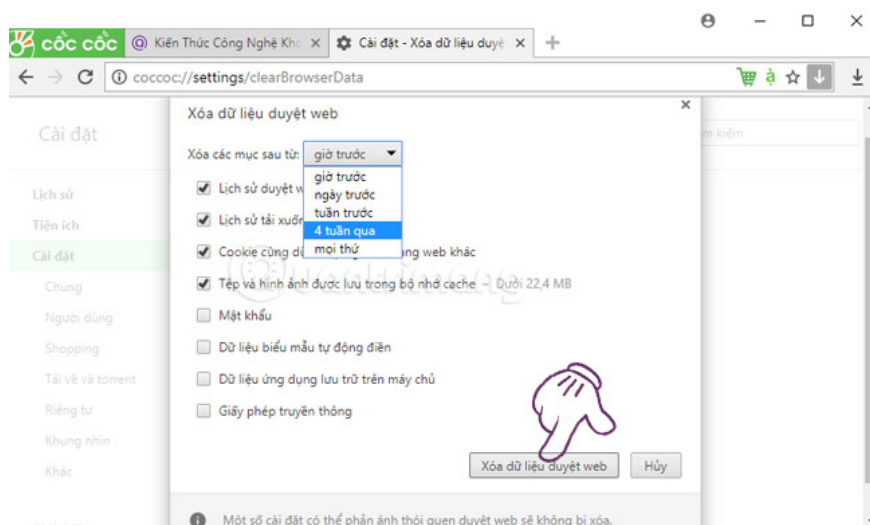 cốc cốc
Kiến Thức Công Nghệ Kho
Cài đặt - Xóa dữ liệu duyệ
coccoc://settings/clearBrowserData
Cài đặt
Lịch sử
Tiện ích
Cài đặt
Chung
Người dùng
Shopping
Tải về và torrent
Riêng tư
Khung nhìn
Khác
m kiếm
Xóa dữ liệu duyệt web
Xóa các mục sau từ: giờ trước
giờ trước
ngày trước
tuần trước
4 tuần qua
mọi thứ
Lịch sử duyệt w
Lịch sử tải xuốn
Cookie cùng dữ ang web khác
Tệp và hình ảnh được lưu trong bộ nhớ cache – Dưới 22,4 MB
Mật khẩu
Dữ liệu biểu mẫu tự động điền
Dữ liệu ứng dụng lưu trữ trên máy chủ
Giấy phép truyền thông
Quantrimang
Xóa dữ liệu duyệt web Hủy
Một số cài đặt có thể phản ánh thói quen duyệt web sẽ không bị xóa.